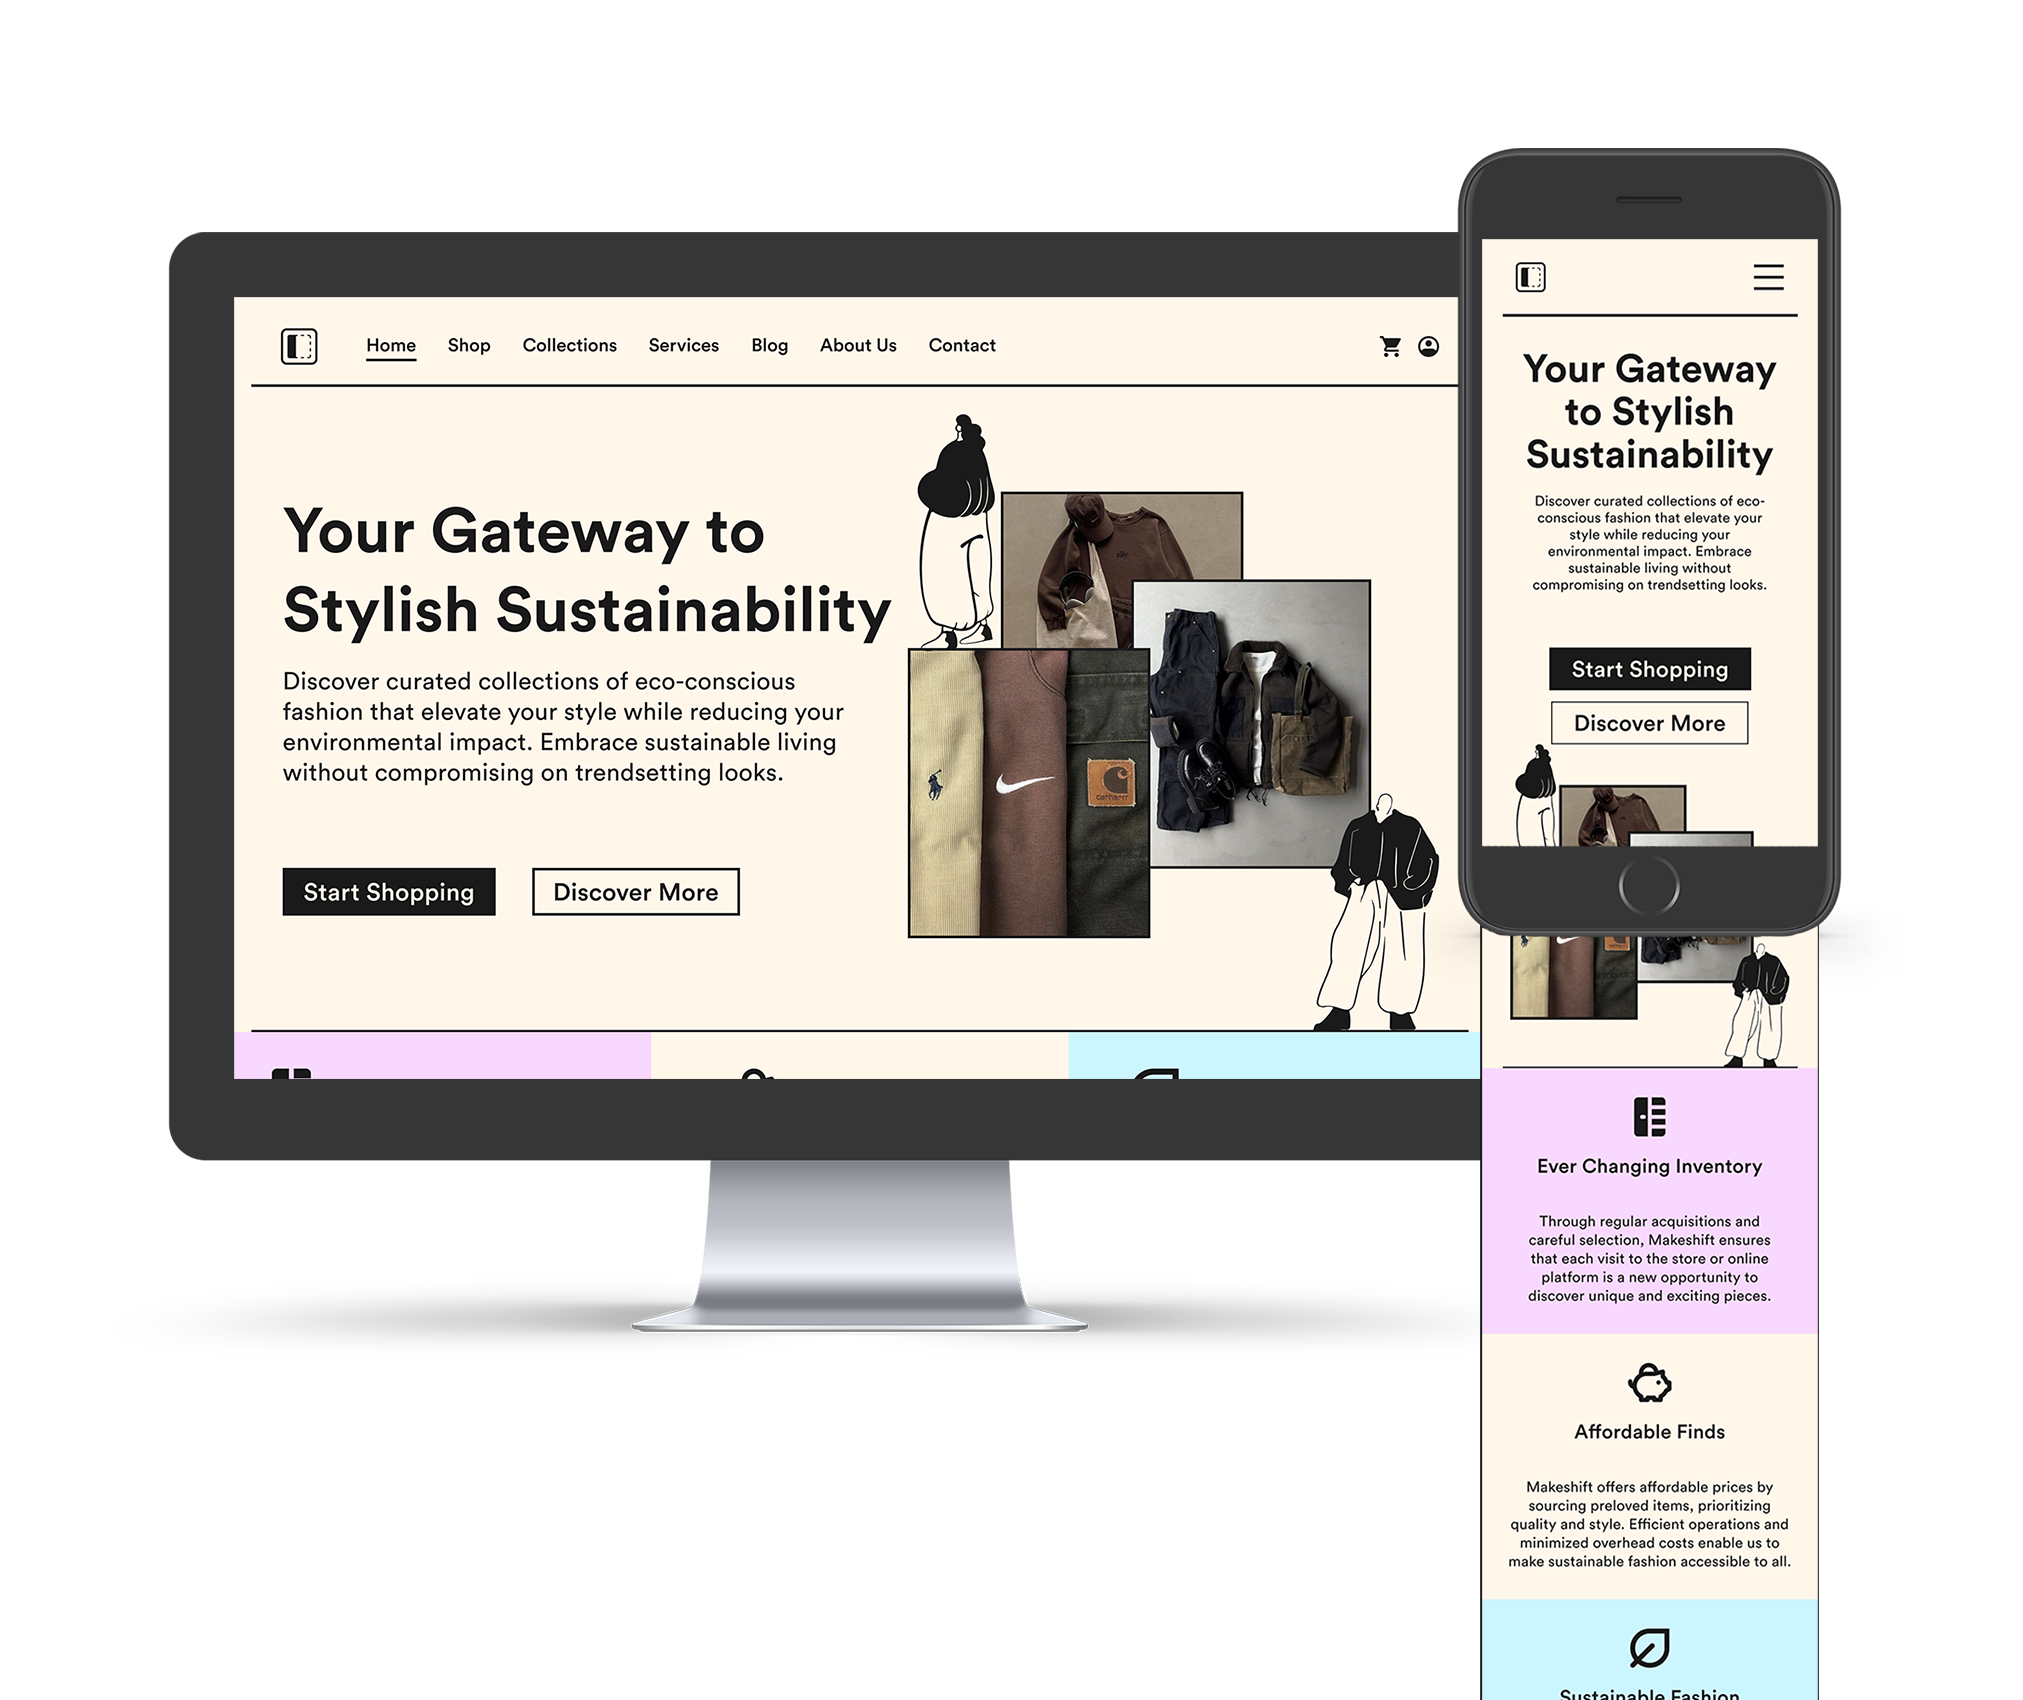 Home Shop Collections Services Blog About Us Contact
Your Gateway to
Stylish Sustainability
Discover curated collections of eco-conscious
fashion that elevate your style while reducing your
environmental impact. Embrace sustainable living
without compromising on trendsetting looks.
Start Shopping Discover More
carhartt
Your Gateway
to Stylish
Sustainability
Discover curated collections of eco-
conscious fashion that elevate your
style while reducing your
environmental impact. Embrace
sustainable living without
compromising on trendsetting looks.
Start Shopping
Discover More
Ever Changing Inventory
Through regular acquisitions and
careful selection, Makeshift ensures
that each visit to the store or online
platform is a new opportunity to
discover unique and exciting pieces.
Affordable Finds
Makeshift offers affordable prices by
sourcing preloved items, prioritizing
quality and style. Efficient operations and
minimized overhead costs enable us to
make sustainable fashion accessible to all.
Sustainable Fashion